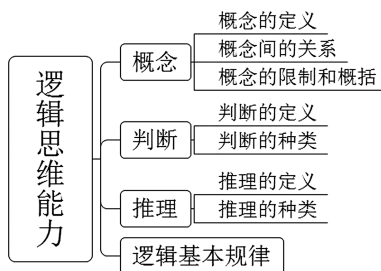 逻辑思维能力
概念
概念的定义
概念间的关系
概念的限制和概括
判断
判断的定义
判断的种类
推理
推理的定义
推理的种类
逻辑基本规律